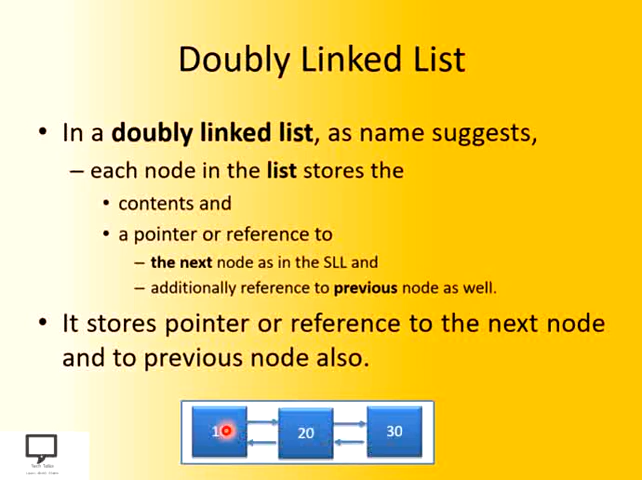 Doubly Linked List
• In a doubly linked list, as name suggests,
– each node in the list stores the
• contents and
• a pointer or reference to
– the next node as in the SLL and
– additionally reference to previous node as well.
• It stores pointer or reference to the next node
and to previous node also.
20 30
Tech Talks